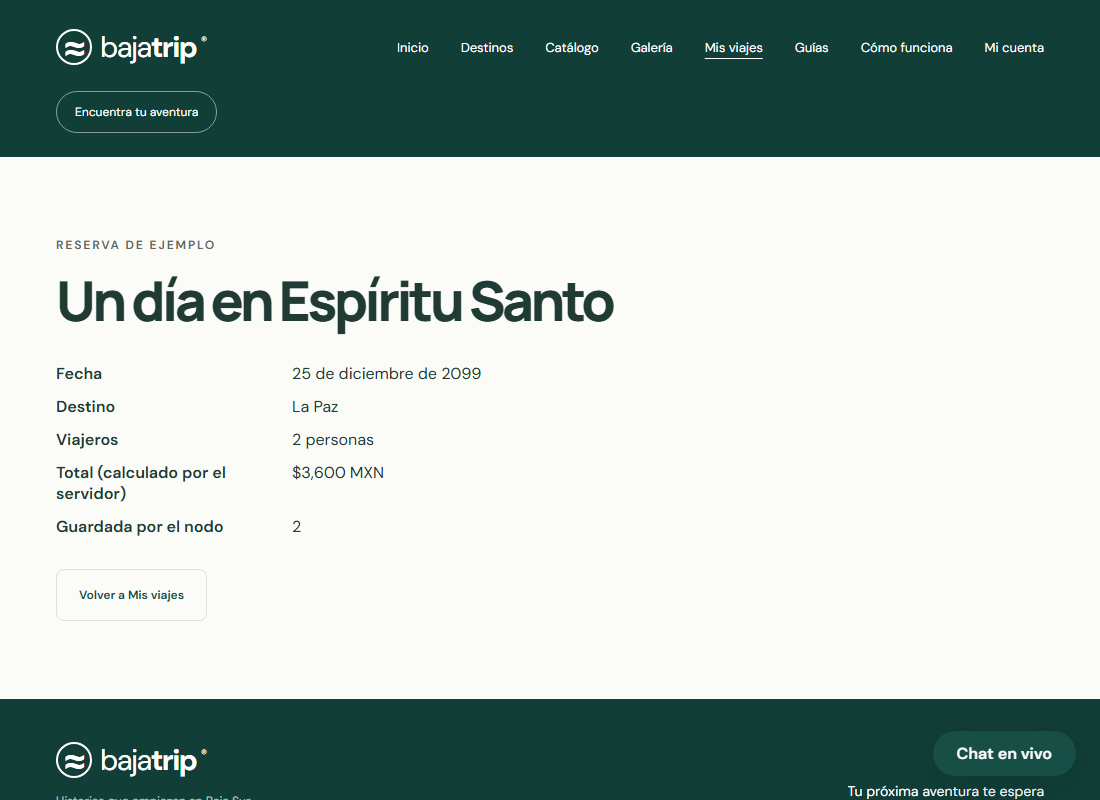 bajatrip®
Inicio Destinos Catálogo Galería Mis viajes Guías Cómo funciona Mi cuenta
Encuentra tu aventura
RESERVA DE EJEMPLO
Un día en Espíritu Santo
Fecha 25 de diciembre de 2099
Destino La Paz
Viajeros 2 personas
Total (calculado por el $3,600 MXN
servidor)
Guardada por el nodo 2
Volver a Mis viajes
bajatrip®
Chat en vivo
Tu próxima aventura te espera